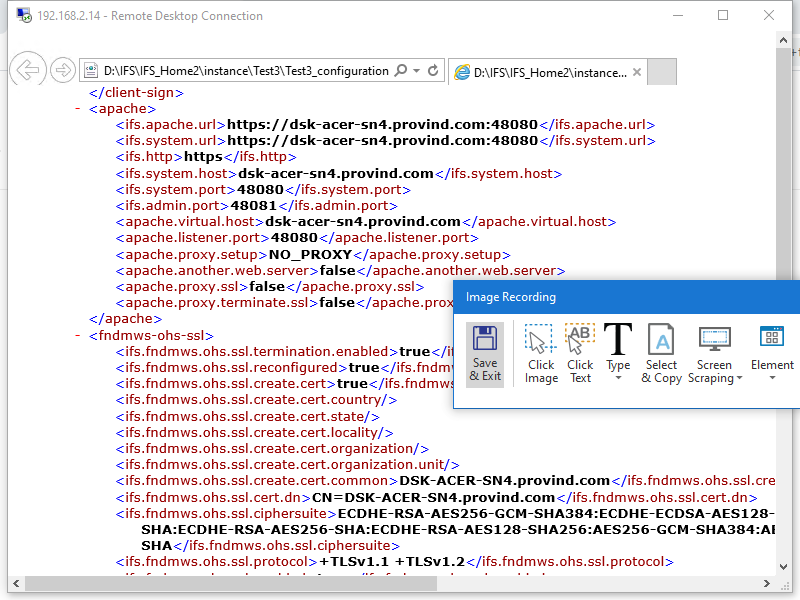 192.168.2.14 - Remote Desktop Connection
D:\IFS\IFS_Home2\instance\Test3\Test3_configuration
D:\IFS\IFS_Home2\instance...
</client-sign>
- <apache>
<ifs.apache.url>https://dsk-acer-sn4.provind.com:48080</ifs.apache.url>
<ifs.system.url>https://dsk-acer-sn4.provind.com:48080</ifs.system.url>
<ifs.http>https</ifs.http>
<ifs.system.host>dsk-acer-sn4.provind.com</ifs.system.host>
<ifs.system.port>48080</ifs.system.port>
<ifs.admin.port>48081</ifs.admin.port>
<apache.virtual.host>dsk-acer-sn4.provind.com</apache.virtual.host>
<apache.listener.port>48080</apache.listener.port>
<apache.proxy.setup>NO_PROXY</apache.proxy.setup>
<apache.another.web.server>false</apache.another.web.server>
<apache.proxy.ssl>false</apache.proxy.ssl>
<apache.proxy.terminate.ssl>false</apache.prox
</apache>
- <fndmws-ohs-ssl>
<ifs.fndmws.ohs.ssl.termination.enabled>true</if
<ifs.fndmws.ohs.ssl.reconfigured>true</ifs.fndmw
<ifs.fndmws.ohs.ssl.create.cert>true</ifs.fndmws
<ifs.fndmws.ohs.ssl.create.cert.country/>
<ifs.fndmws.ohs.ssl.create.cert.state/>
<ifs.fndmws.ohs.ssl.create.cert.locality/>
<ifs.fndmws.ohs.ssl.create.cert.organization/>
<ifs.fndmws.ohs.ssl.create.cert.organization.unit/>
<ifs.fndmws.ohs.ssl.create.cert.common>DSK-ACER-SN4.provind.com</ifs.fndmws.ohs.ssl.cre
<ifs.fndmws.ohs.ssl.cert.dn>CN=DSK-ACER-SN4.provind.com</ifs.fndmws.ohs.ssl.cert.dn>
<ifs.fndmws.ohs.ssl.ciphersuite>ECDHE-RSA-AES256-GCM-SHA384:ECDHE-ECDSA-AES128-
SHA:ECDHE-RSA-AES256-SHA:ECDHE-RSA-AES128-SHA256:AES256-GCM-SHA384:AE
SHA</ifs.fndmws.ohs.ssl.ciphersuite>
<ifs.fndmws.ohs.ssl.protocol>+TLSv1.1 +TLSv1.2</ifs.fndmws.ohs.ssl.protocol>
Image Recording
Save & Exit
Click Image
AB
Click Text
T
Type
A
Select & Copy
Screen Scraping
Element